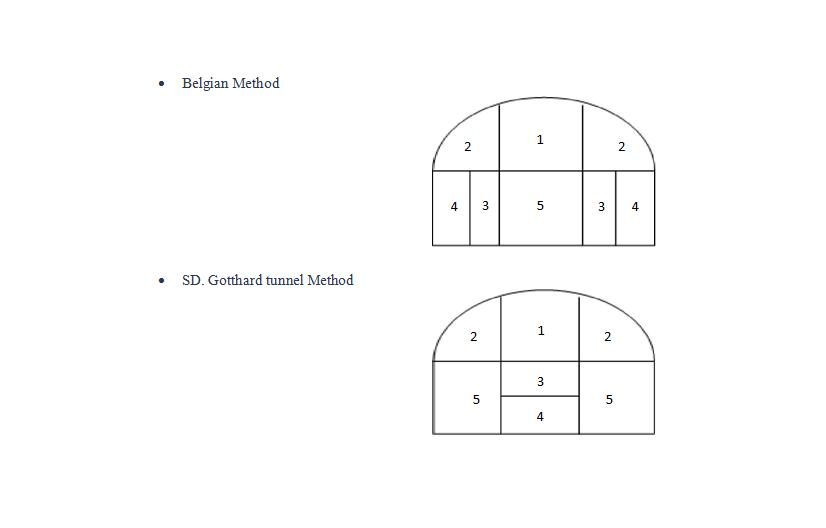 • Belgian Method
1
2 2
4 3 5 3 4
• SD. Gotthard tunnel Method
1
2 2
3
5 5
4